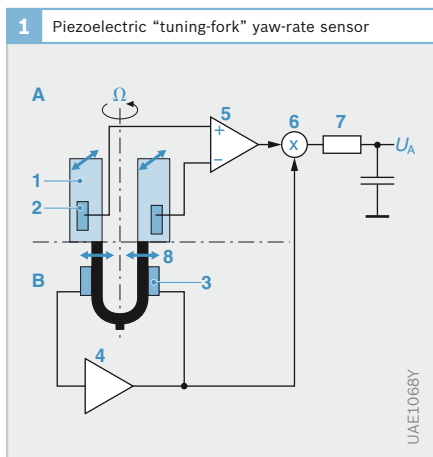 1 Piezoelectric “tuning-fork” yaw-rate sensor
A Ω
5
6 7
+
x
U_A
−
1
2
8
B
3
4
UAE1068Y